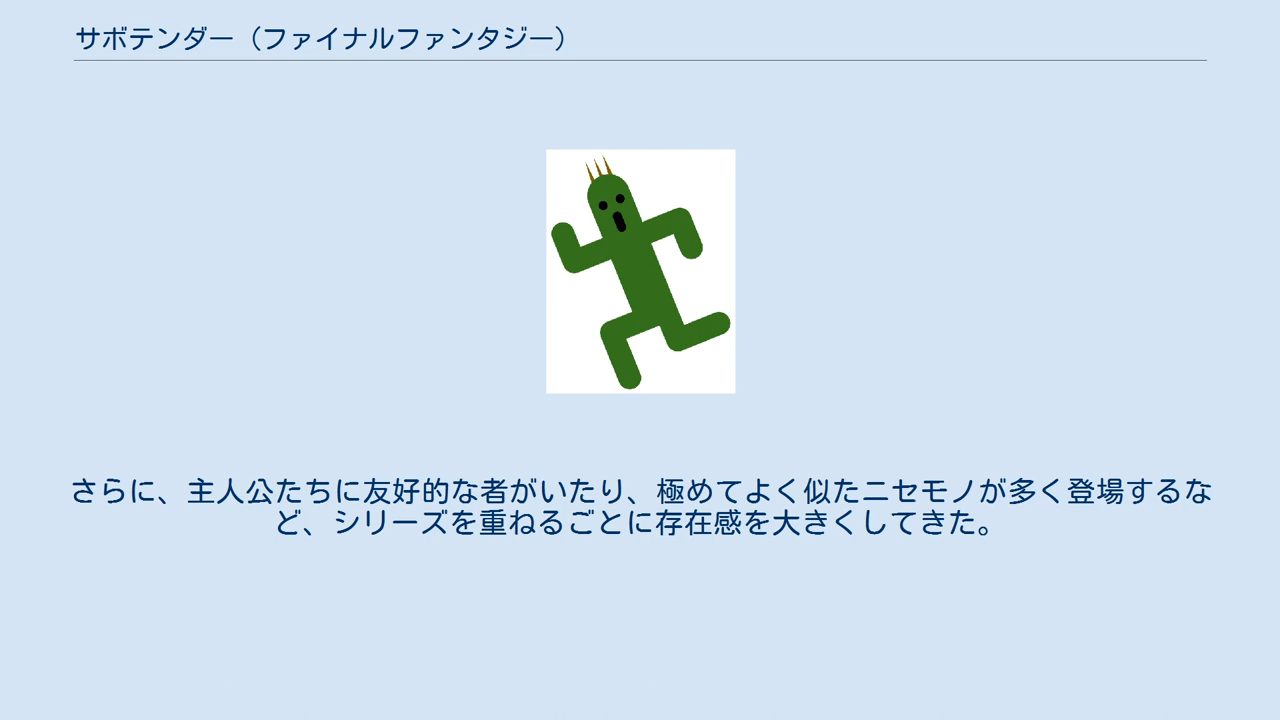 サボテンダー（ファイナルファンタジー）
さらに、主人公たちに友好的な者がいたり、極めてよく似たニセモノが多く登場するな
ど、シリーズを重ねるごとに存在感を大きくしてきた。